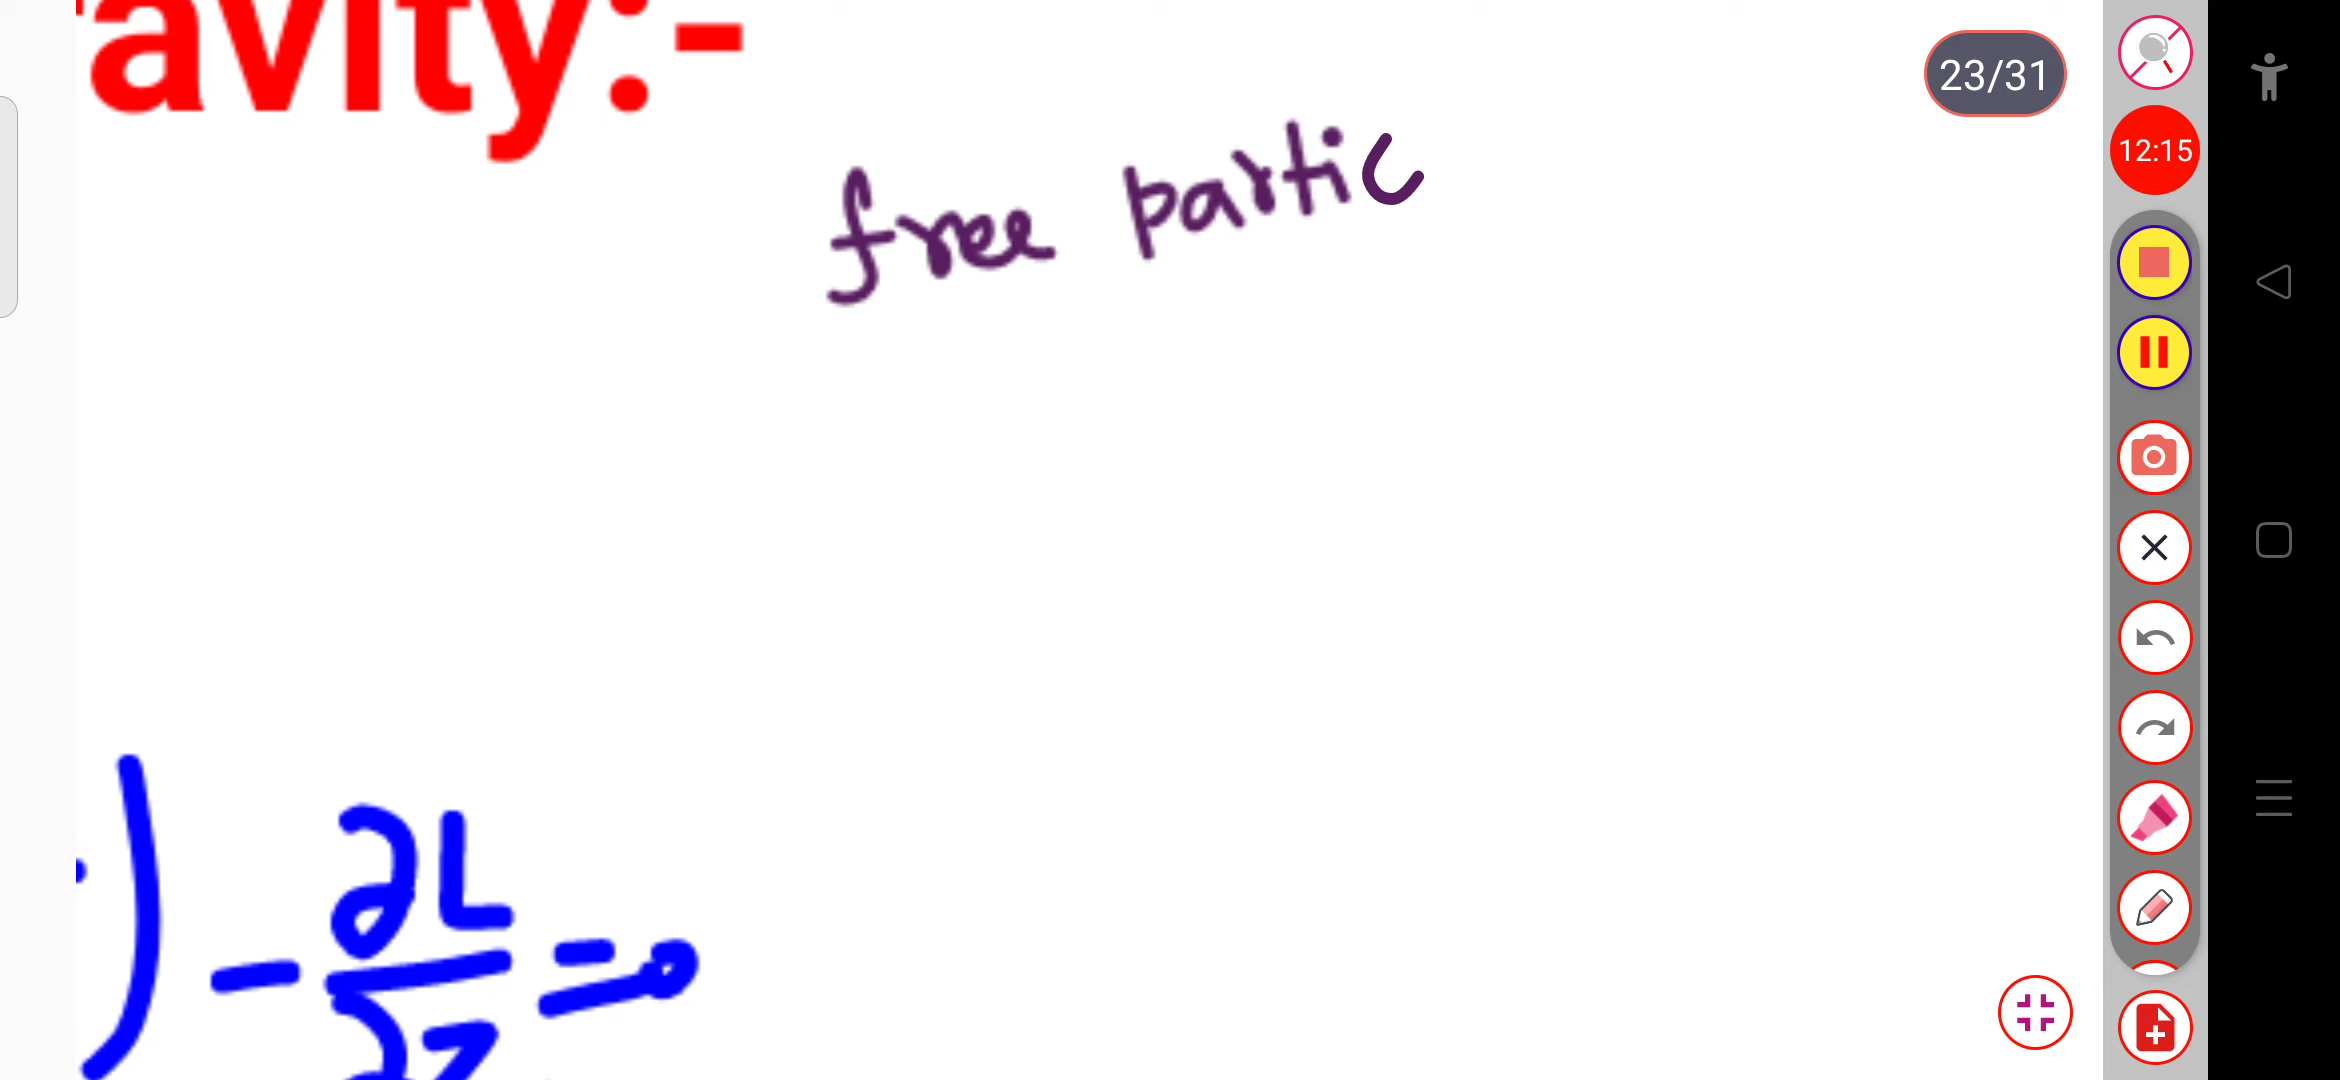 avity:-
23/31
12:15
free partic
) - ∂L/∂z = 0